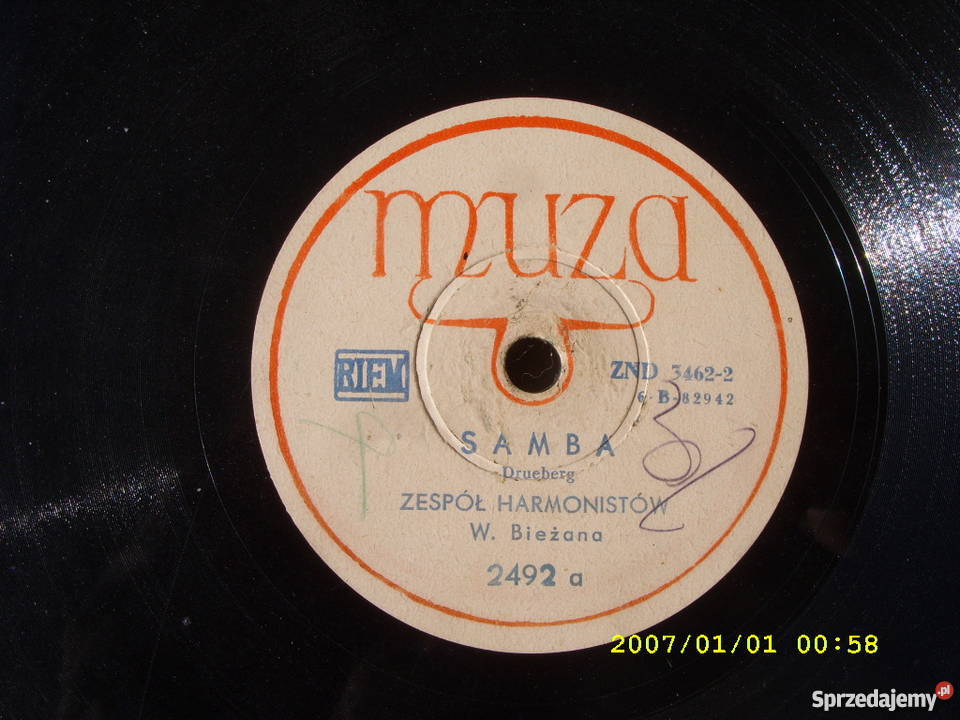 muza
RIEM
ZND 3462-2
6-B-82942
SAMBA
Drueberg
ZESPÓŁ HARMONISTÓW
W. Bieżana
2492 a
2007/01/01 00:58
Sprzedajemy.pl